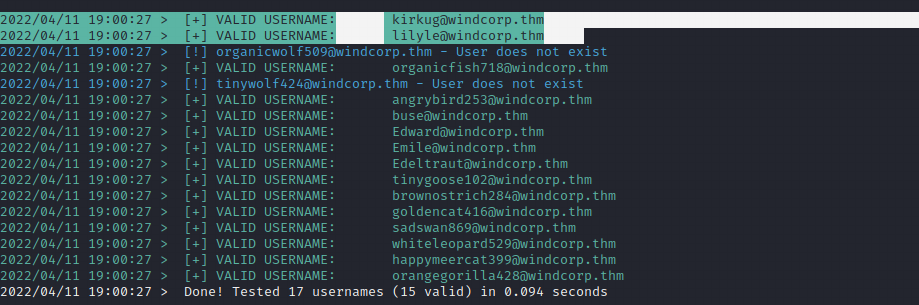 2022/04/11 19:00:27 > [+] VALID USERNAME: kirkug@windcorp.thm
2022/04/11 19:00:27 > [+] VALID USERNAME: lilyle@windcorp.thm
2022/04/11 19:00:27 > [!] organicwolf509@windcorp.thm - User does not exist
2022/04/11 19:00:27 > [+] VALID USERNAME: organicfish718@windcorp.thm
2022/04/11 19:00:27 > [!] tinywolf424@windcorp.thm - User does not exist
2022/04/11 19:00:27 > [+] VALID USERNAME: angrybird253@windcorp.thm
2022/04/11 19:00:27 > [+] VALID USERNAME: buse@windcorp.thm
2022/04/11 19:00:27 > [+] VALID USERNAME: Edward@windcorp.thm
2022/04/11 19:00:27 > [+] VALID USERNAME: Emile@windcorp.thm
2022/04/11 19:00:27 > [+] VALID USERNAME: Edeltraut@windcorp.thm
2022/04/11 19:00:27 > [+] VALID USERNAME: tinygoose102@windcorp.thm
2022/04/11 19:00:27 > [+] VALID USERNAME: brownostrich284@windcorp.thm
2022/04/11 19:00:27 > [+] VALID USERNAME: goldencat416@windcorp.thm
2022/04/11 19:00:27 > [+] VALID USERNAME: sadswan869@windcorp.thm
2022/04/11 19:00:27 > [+] VALID USERNAME: whiteleopard529@windcorp.thm
2022/04/11 19:00:27 > [+] VALID USERNAME: happymeercat399@windcorp.thm
2022/04/11 19:00:27 > [+] VALID USERNAME: orangegorilla428@windcorp.thm
2022/04/11 19:00:27 > Done! Tested 17 usernames (15 valid) in 0.094 seconds